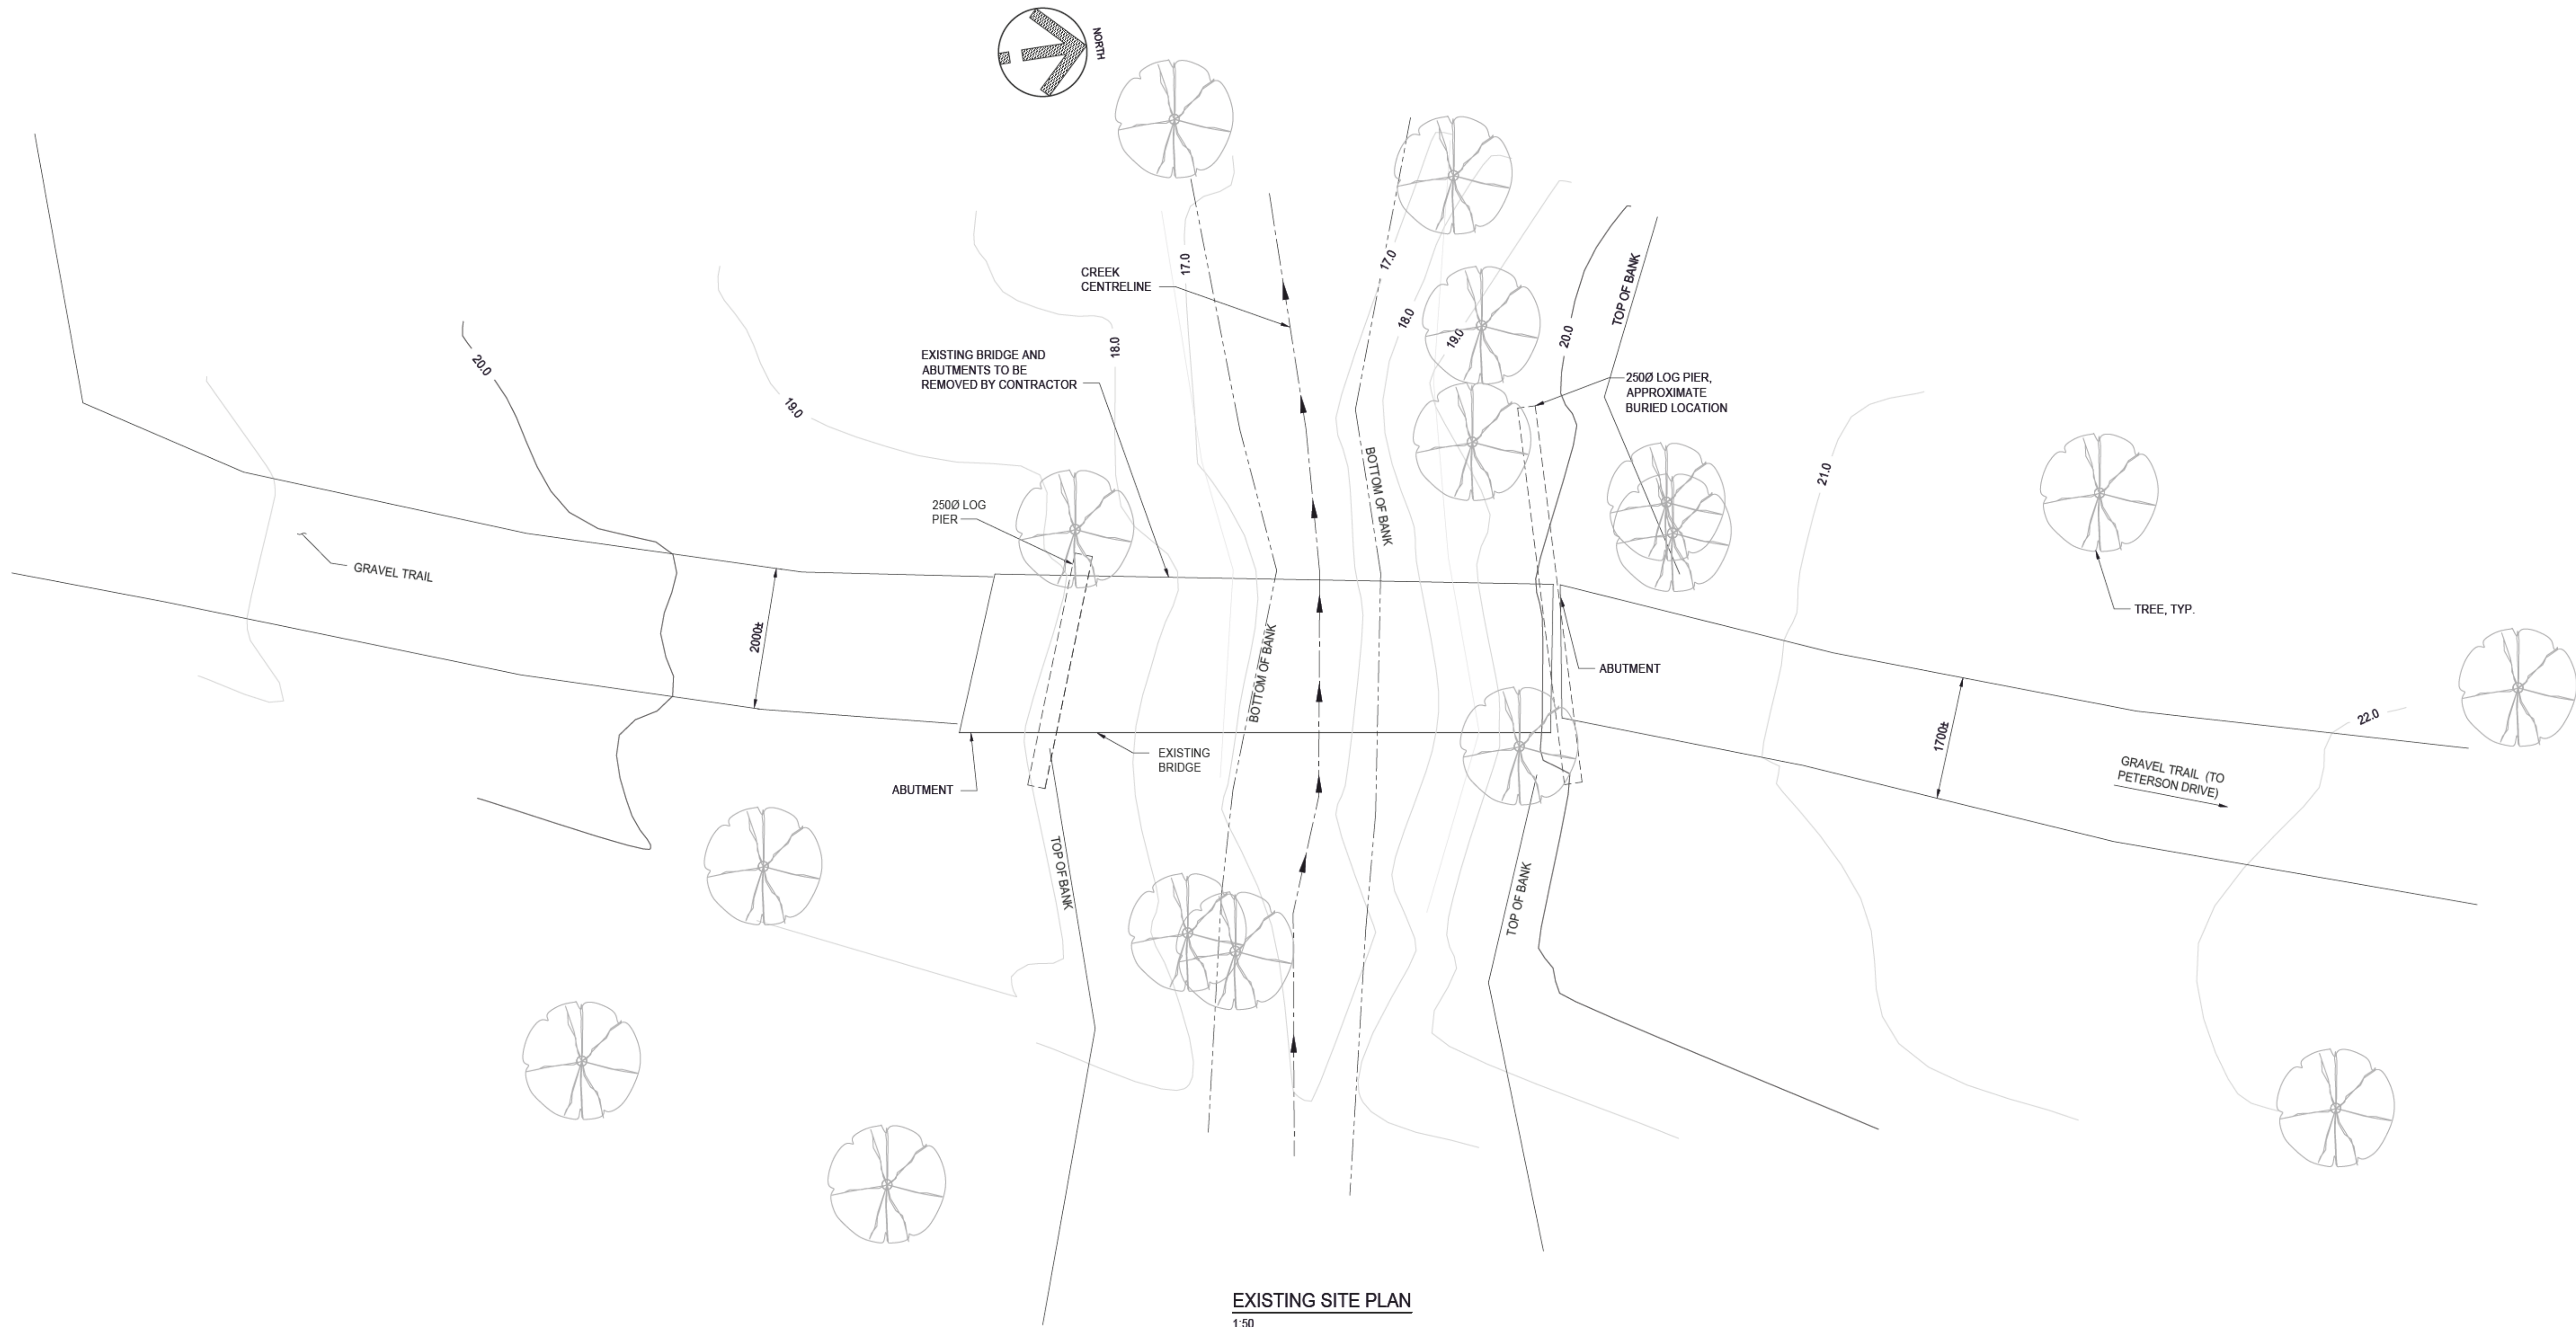 NORTH
17.0
17.0
TOP OF BANK
CREEK
CENTRELINE
18.0
19.0
20.0
EXISTING BRIDGE AND
ABUTMENTS TO BE
REMOVED BY CONTRACTOR
18.0
20.0
19.0
250Ø LOG PIER,
APPROXIMATE
BURIED LOCATION
21.0
BOTTOM OF BANK
250Ø LOG
PIER
GRAVEL TRAIL
TREE, TYP.
2000±
BOTTOM OF BANK
ABUTMENT
22.0
1700±
EXISTING
BRIDGE
ABUTMENT
GRAVEL TRAIL (TO
PETERSON DRIVE)
TOP OF BANK
TOP OF BANK
EXISTING SITE PLAN
1:50